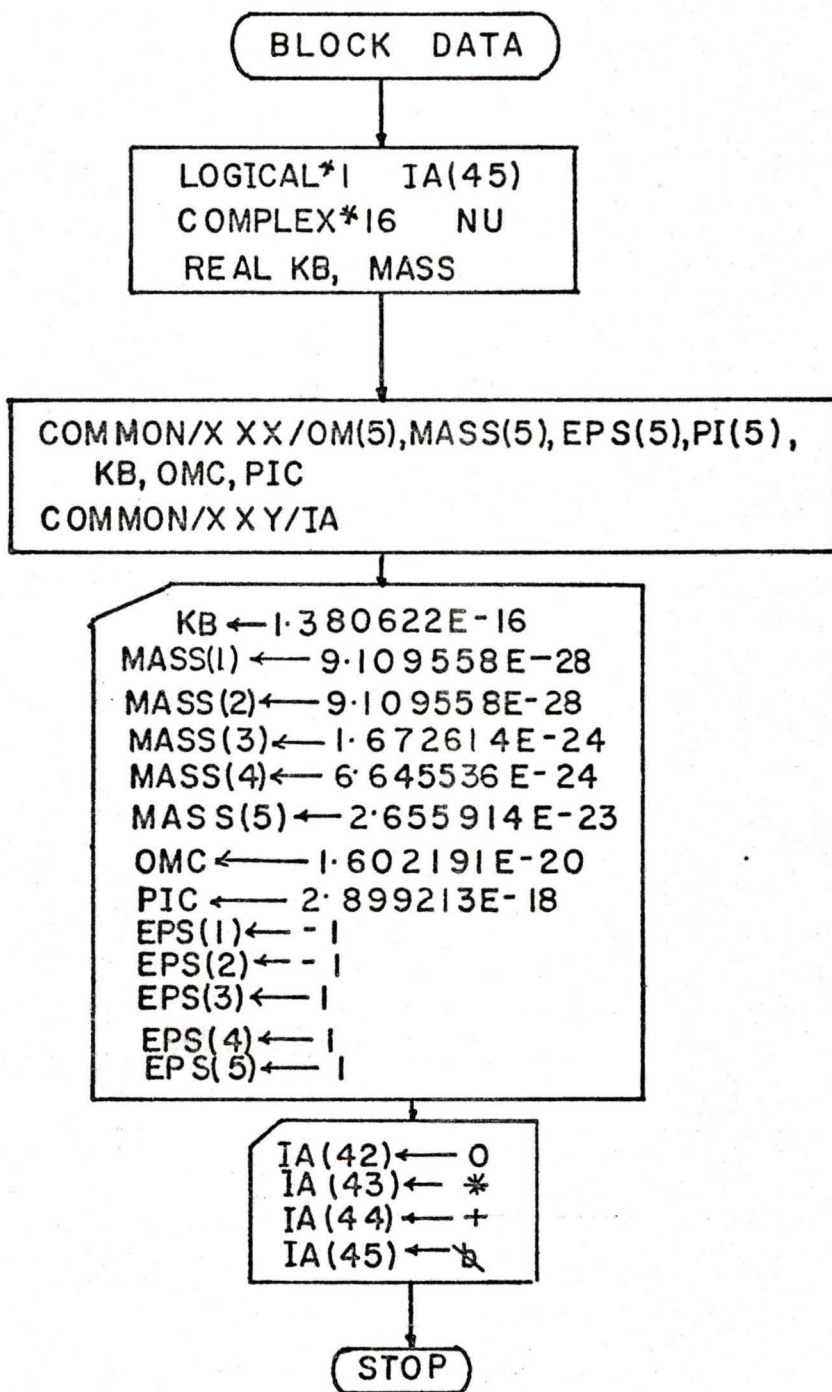 BLOCK DATA
LOGICAL*1 IA(45)
COMPLEX*16 NU
REAL KB, MASS
COMMON/XXX/OM(5),MASS(5),EPS(5),PI(5),
KB,OMC,PIC
COMMON/XXY/IA
KB←1·380622E-16
MASS(1)←9·109558E-28
MASS(2)←9·109558E-28
MASS(3)←1·672614E-24
MASS(4)←6·645536E-24
MASS(5)←2·655914E-23
OMC←1·602191E-20
PIC←2·899213E-18
EPS(1)←-1
EPS(2)←-1
EPS(3)←1
EPS(4)←1
EPS(5)←1
IA(42)←O
IA(43)←*
IA(44)←+
IA(45)←b̸
STOP